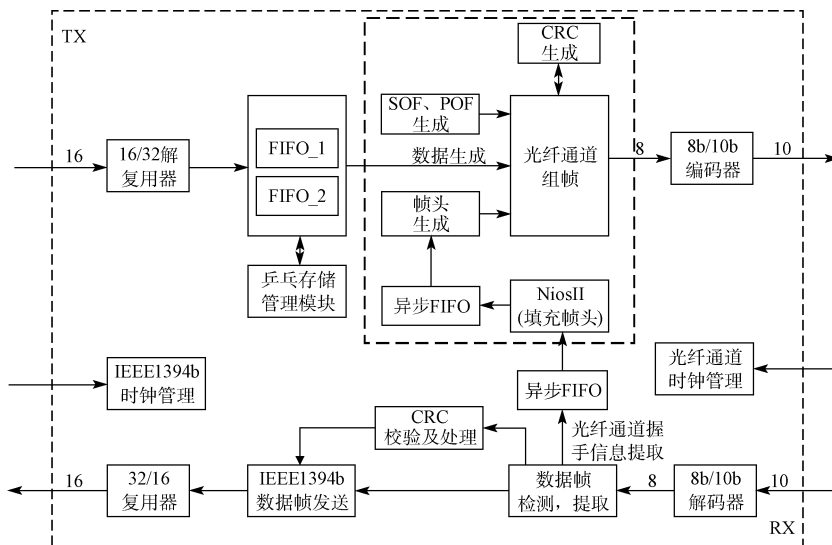 TX
CRC
生成
SOF、POF
生成
16
16/32解
复用器
FIFO_1
FIFO_2
数据生成
光纤通道
组帧
8
8b/10b
编码器
10
帧头
生成
乒乓存储
管理模块
异步FIFO
NiosII
(填充帧头)
IEEE1394b
时钟管理
异步FIFO
光纤通道
时钟管理
CRC
校验及处理
光纤通道握
手信息提取
16
32/16
复用器
IEEE1394b
数据帧发送
数据帧
检测，提取
8
8b/10b
解码器
10
RX